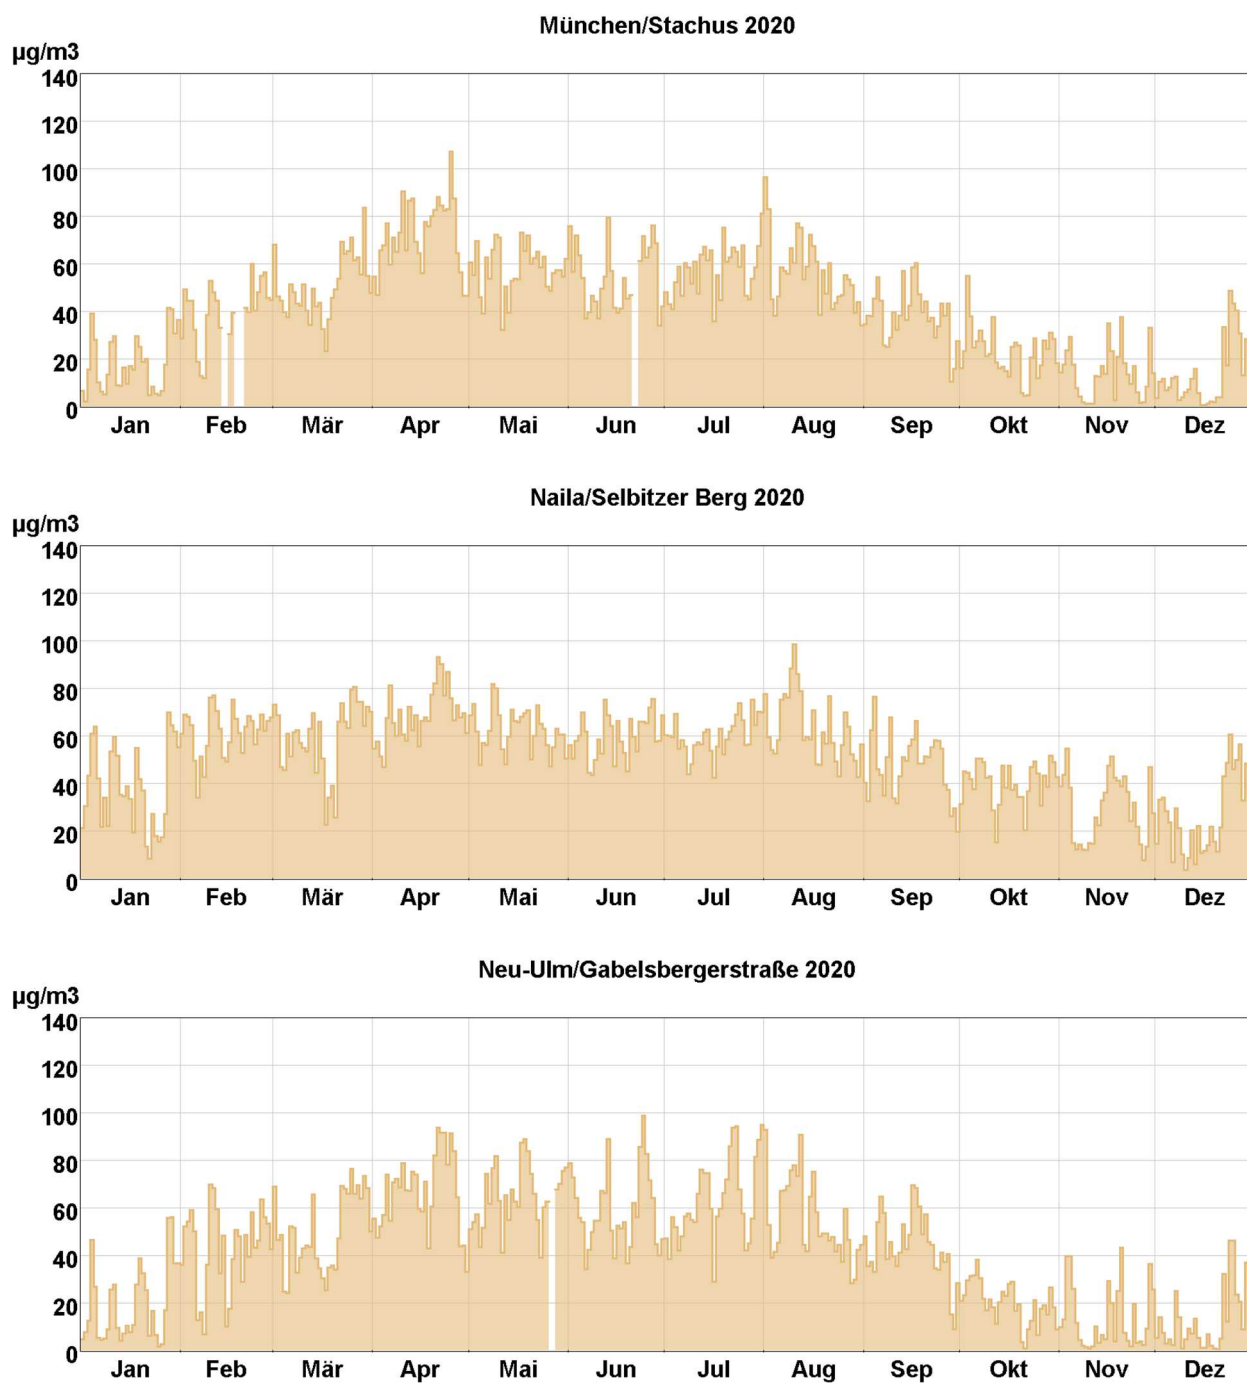 München/Stachus 2020
µg/m3
140
120
100
80
60
40
20
0
Jan Feb Mär Apr Mai Jun Jul Aug Sep Okt Nov Dez
Naila/Selbitzer Berg 2020
µg/m3
140
120
100
80
60
40
20
0
Jan Feb Mär Apr Mai Jun Jul Aug Sep Okt Nov Dez
Neu-Ulm/Gabelsbergerstraße 2020
µg/m3
140
120
100
80
60
40
20
0
Jan Feb Mär Apr Mai Jun Jul Aug Sep Okt Nov Dez